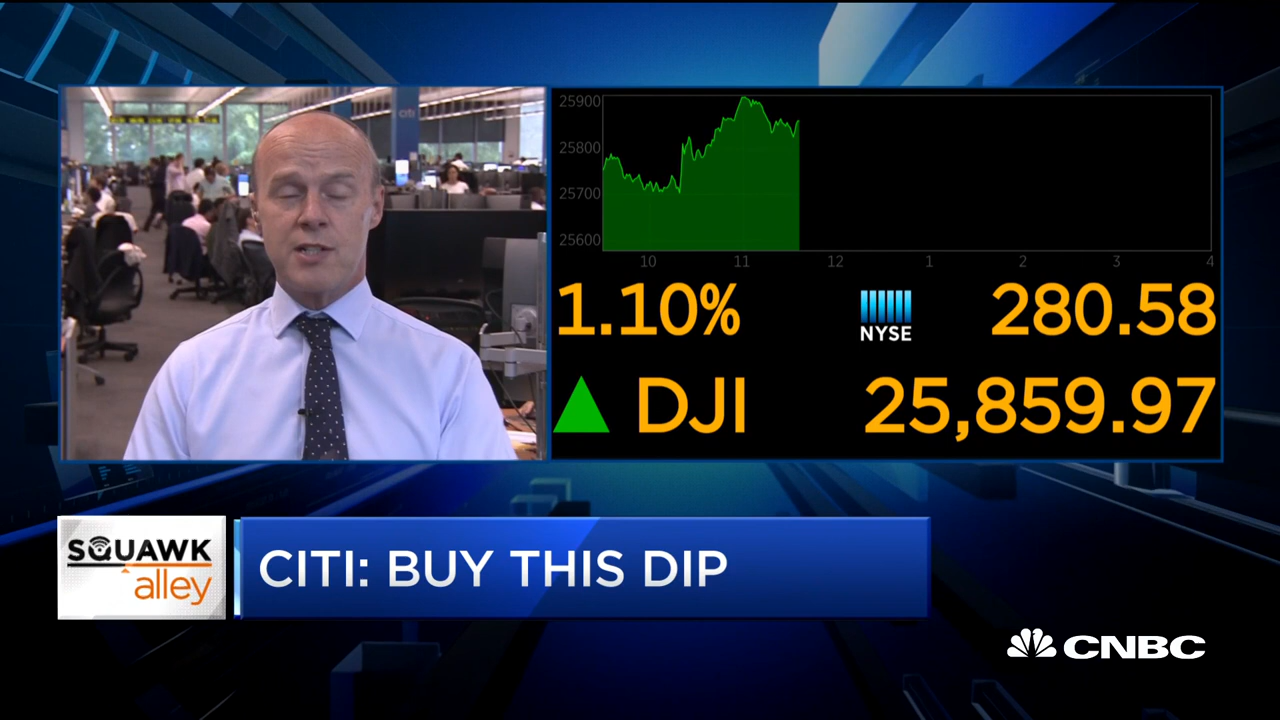 citi
25900
25800
25700
25600
10 11 12 1 2 3 4
1.10% NYSE 280.58
DJI 25,859.97
SQUAWK
alley
CITI: BUY THIS DIP
CNBC